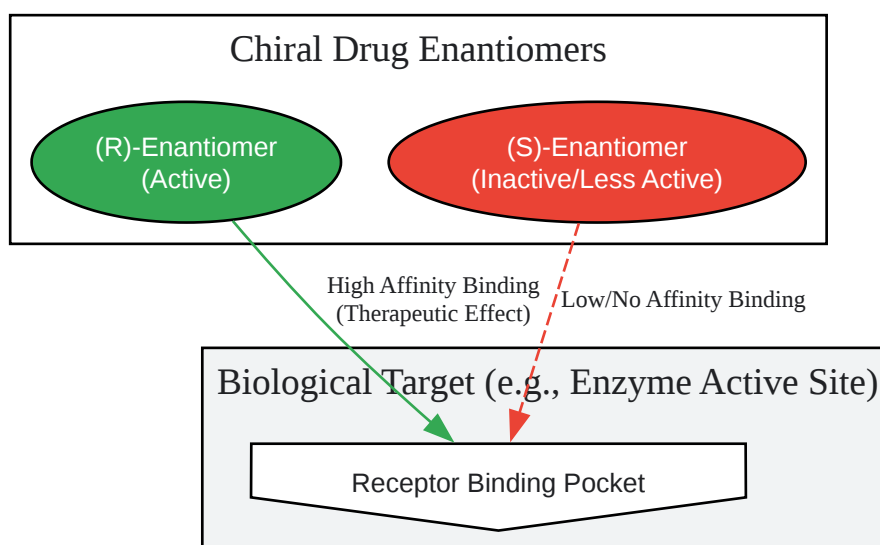 Chiral Drug Enantiomers
(R)-Enantiomer
(Active)
(S)-Enantiomer
(Inactive/Less Active)
High Affinity Binding
(Therapeutic Effect)
Low/No Affinity Binding
Biological Target (e.g., Enzyme Active Site)
Receptor Binding Pocket